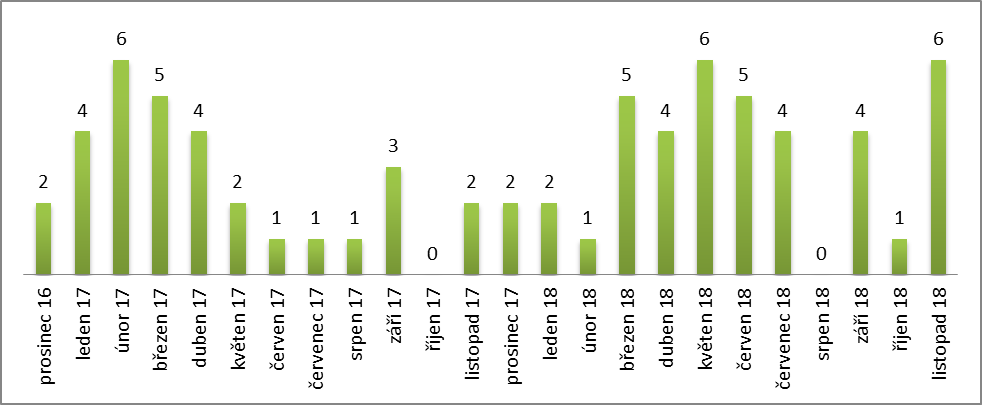 2
4
6
5
4
2
1
1
1
3
0
2
2
2
1
5
4
6
5
4
0
4
1
6
prosinec 16
leden 17
únor 17
březen 17
duben 17
květen 17
červen 17
červenec 17
srpen 17
září 17
říjen 17
listopad 17
prosinec 17
leden 18
únor 18
březen 18
duben 18
květen 18
červen 18
červenec 18
srpen 18
září 18
říjen 18
listopad 18